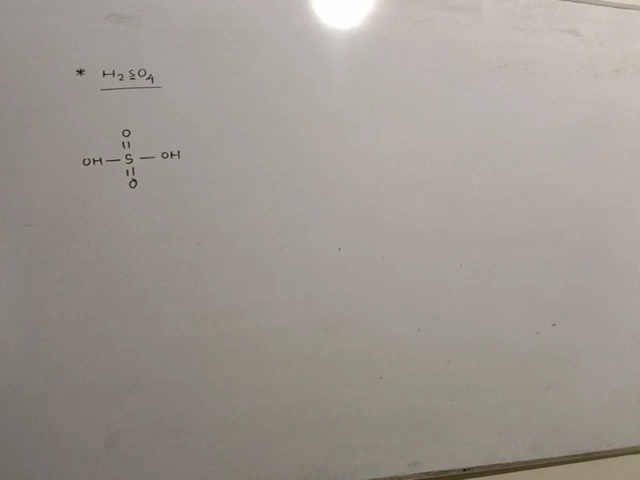 * H₂SO₄
O
||
OH — S — OH
||
O